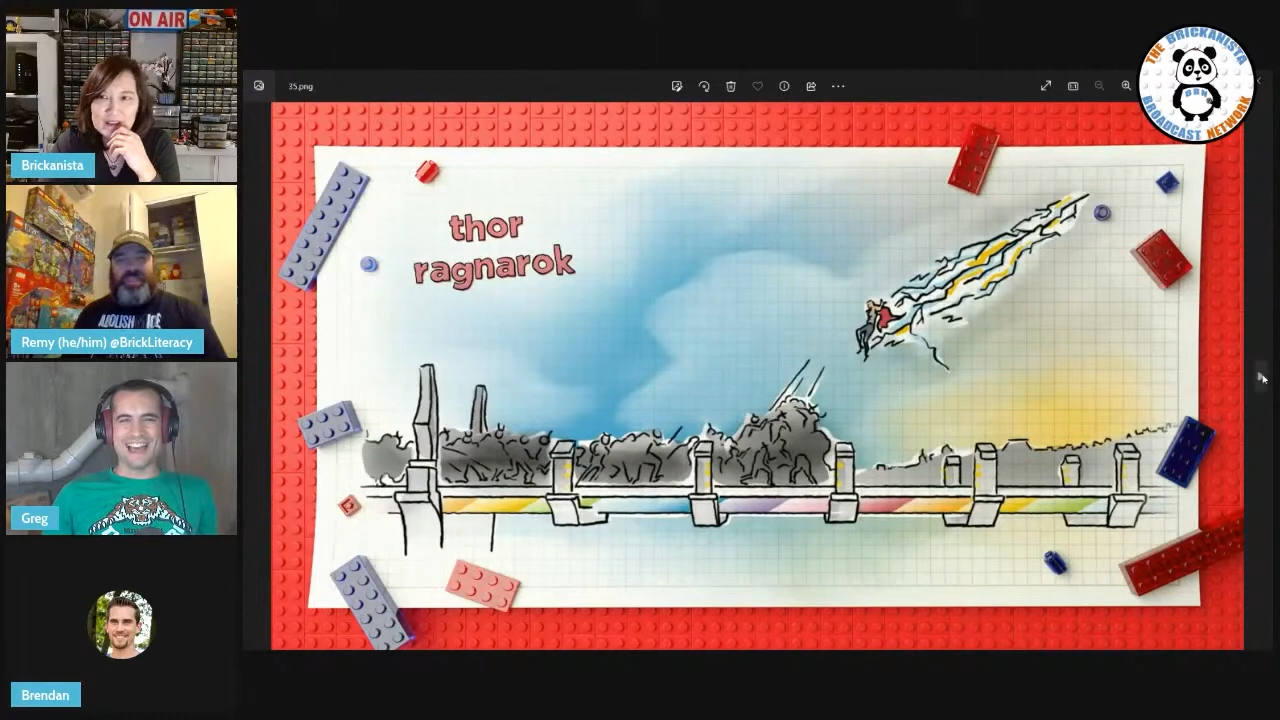 ON AIR
Brickanista
ABOLISH ICE
Remy (he/him) @BrickLiteracy
Greg
Brendan
35.png
thor
ragnarok
THE BRICKANISTA
BRN
BROADCAST NETWORK